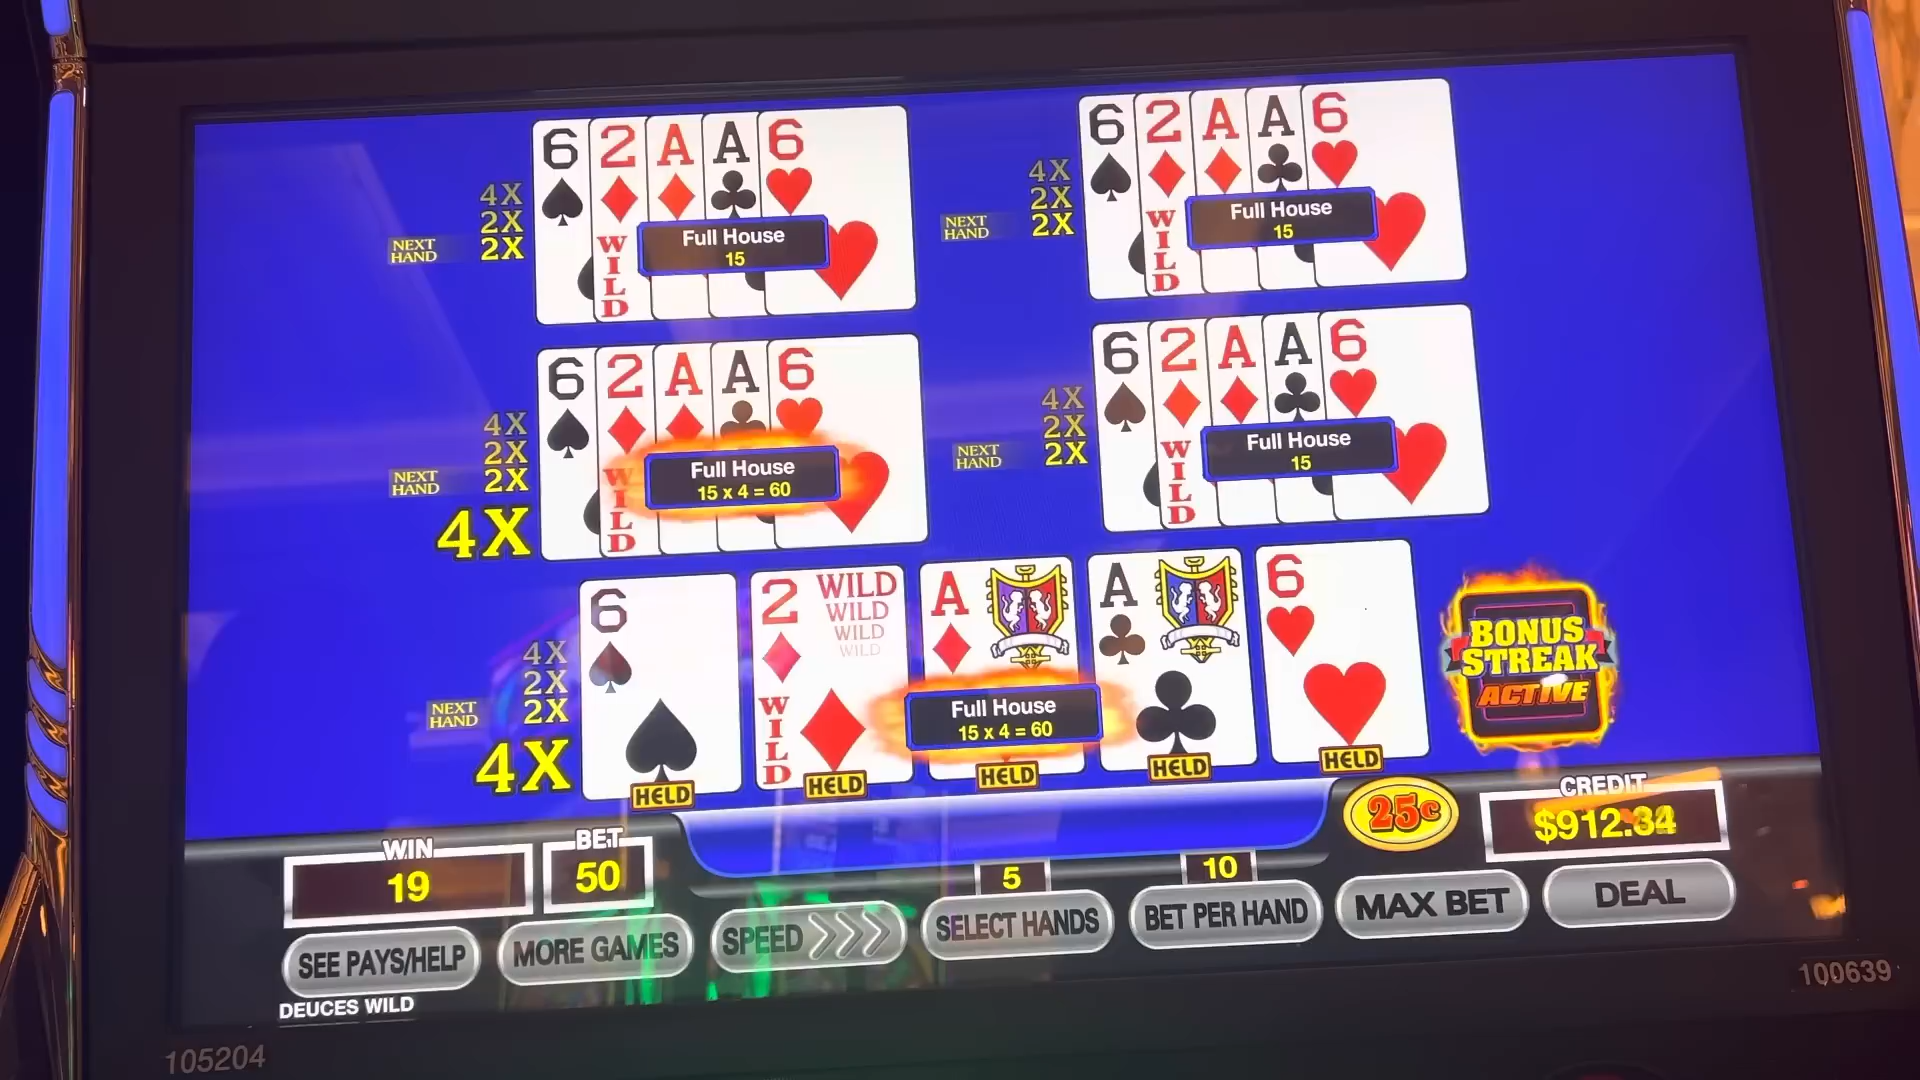 6 2 A A 6
WILD
4X
2X
NEXT HAND 2X
Full House
15
6 2 A A 6
WILD
4X
2X
NEXT HAND 2X
Full House
15
6 2 A A 6
WILD
4X
2X
NEXT HAND 2X
4X
Full House
15 x 4 = 60
6 2 A A 6
WILD
4X
2X
NEXT HAND 2X
Full House
15
6 2 A A 6
WILD
WILD
WILD
WILD
WILD
4X
2X
NEXT HAND 2X
4X
Full House
15 x 4 = 60
HELD HELD HELD HELD HELD
BONUS
STREAK
ACTIVE
WIN
19
BET
50
5
10
25¢
CREDIT
$912.34
SEE PAYS/HELP
MORE GAMES
SPEED
SELECT HANDS
BET PER HAND
MAX BET
DEAL
DEUCES WILD
105204
100639